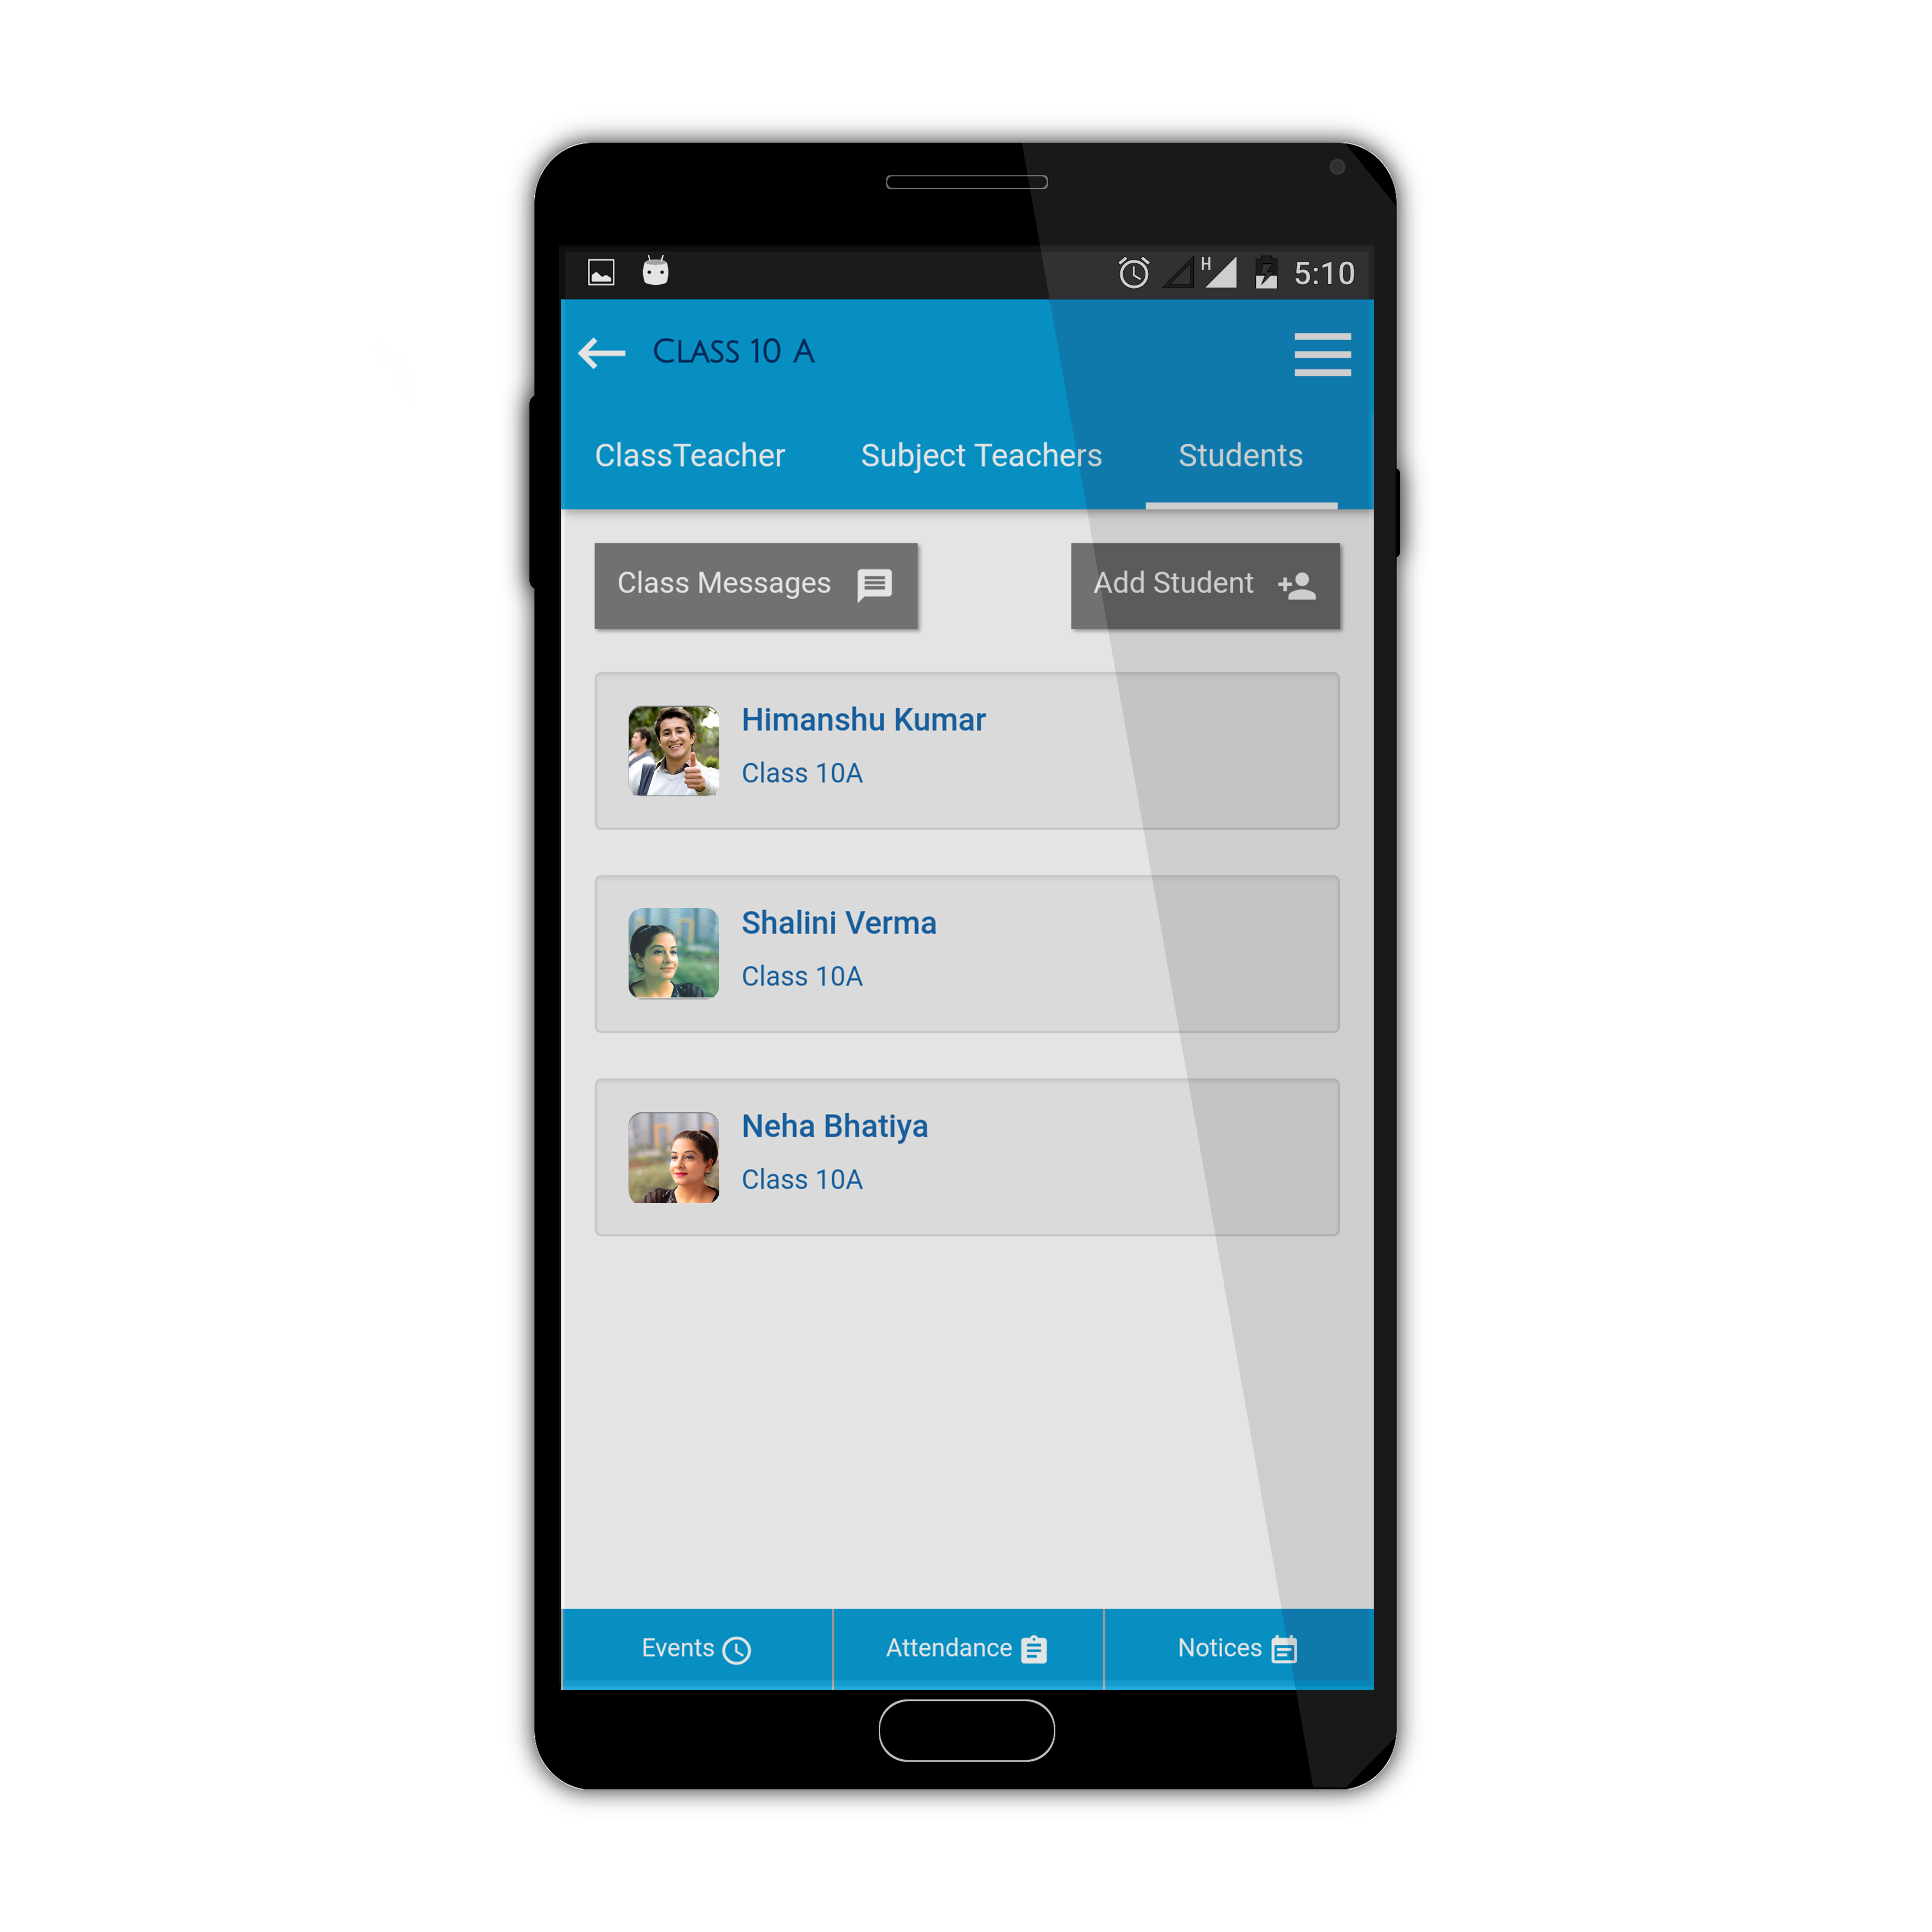 H 5:10
CLASS 10 A
ClassTeacher Subject Teachers Students
Class Messages Add Student
Himanshu Kumar
Class 10A
Shalini Verma
Class 10A
Neha Bhatiya
Class 10A
Events Attendance Notices